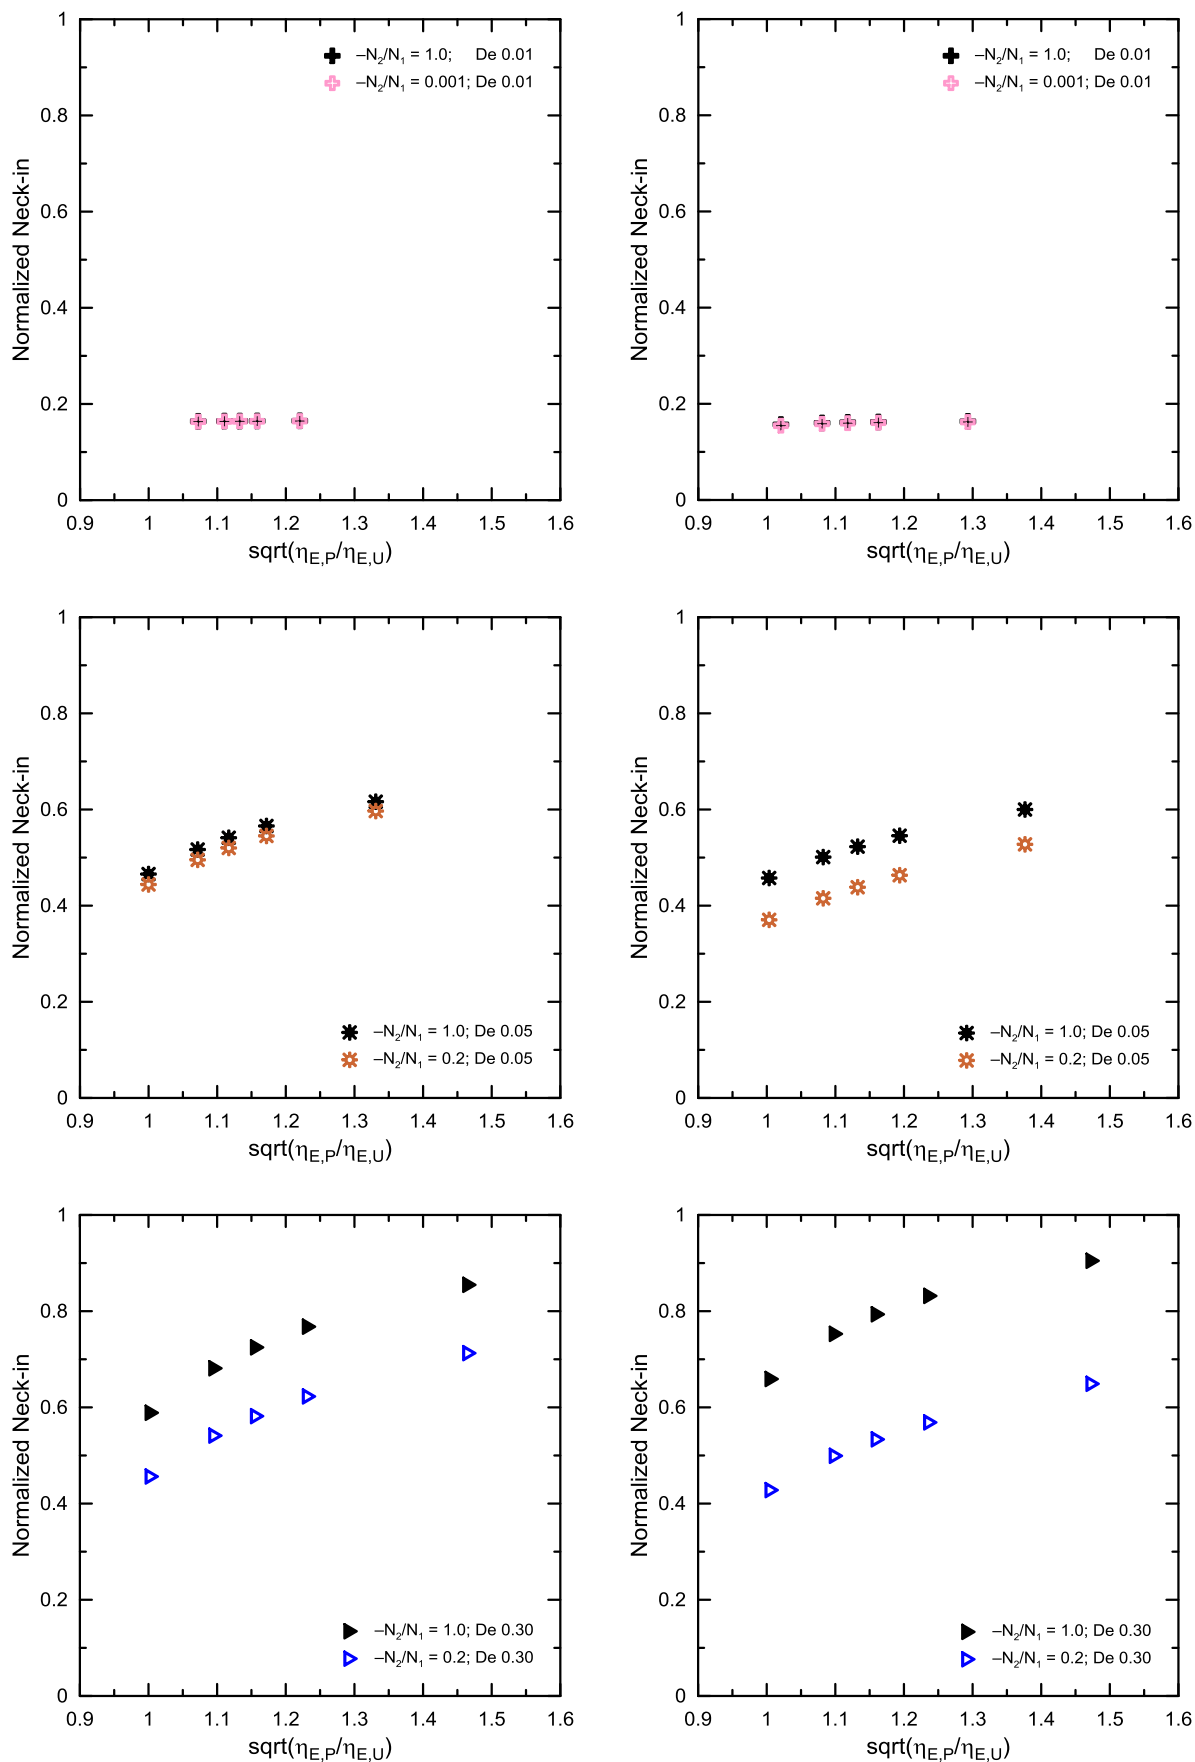 1
–N₂/N₁ = 1.0; De 0.01
–N₂/N₁ = 0.001; De 0.01
0.8
0.6
0.4
0.2
0
Normalized Neck-in
0.9 1 1.1 1.2 1.3 1.4 1.5 1.6
sqrt(η_E,P/η_E,U)
1
–N₂/N₁ = 1.0; De 0.01
–N₂/N₁ = 0.001; De 0.01
0.8
0.6
0.4
0.2
0
Normalized Neck-in
0.9 1 1.1 1.2 1.3 1.4 1.5 1.6
sqrt(η_E,P/η_E,U)
1
0.8
0.6
0.4
0.2
0
Normalized Neck-in
–N₂/N₁ = 1.0; De 0.05
–N₂/N₁ = 0.2; De 0.05
0.9 1 1.1 1.2 1.3 1.4 1.5 1.6
sqrt(η_E,P/η_E,U)
1
0.8
0.6
0.4
0.2
0
Normalized Neck-in
–N₂/N₁ = 1.0; De 0.05
–N₂/N₁ = 0.2; De 0.05
0.9 1 1.1 1.2 1.3 1.4 1.5 1.6
sqrt(η_E,P/η_E,U)
1
0.8
0.6
0.4
0.2
0
Normalized Neck-in
–N₂/N₁ = 1.0; De 0.30
–N₂/N₁ = 0.2; De 0.30
0.9 1 1.1 1.2 1.3 1.4 1.5 1.6
sqrt(η_E,P/η_E,U)
1
0.8
0.6
0.4
0.2
0
Normalized Neck-in
–N₂/N₁ = 1.0; De 0.30
–N₂/N₁ = 0.2; De 0.30
0.9 1 1.1 1.2 1.3 1.4 1.5 1.6
sqrt(η_E,P/η_E,U)